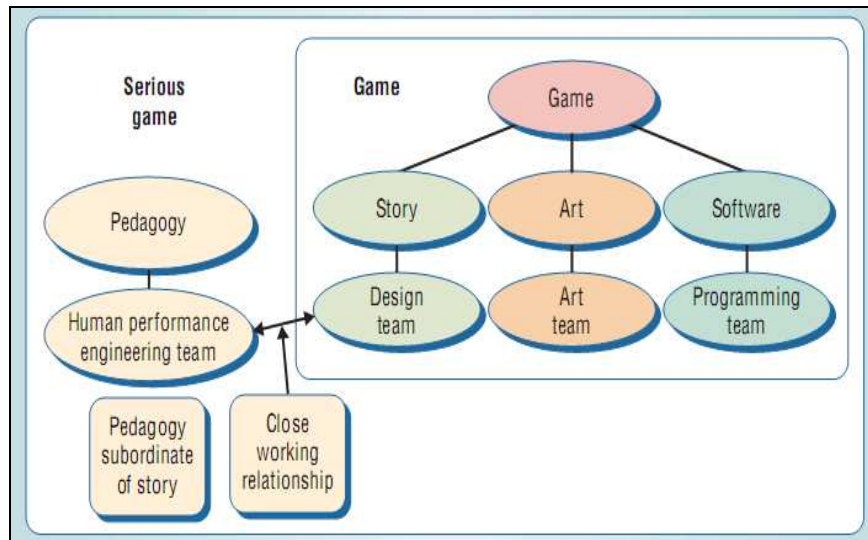 Serious
game
Game
Game
Story
Art
Software
Pedagogy
Design
team
Art
team
Programming
team
Human performance
engineering team
Pedagogy
subordinate
of story
Close
working
relationship